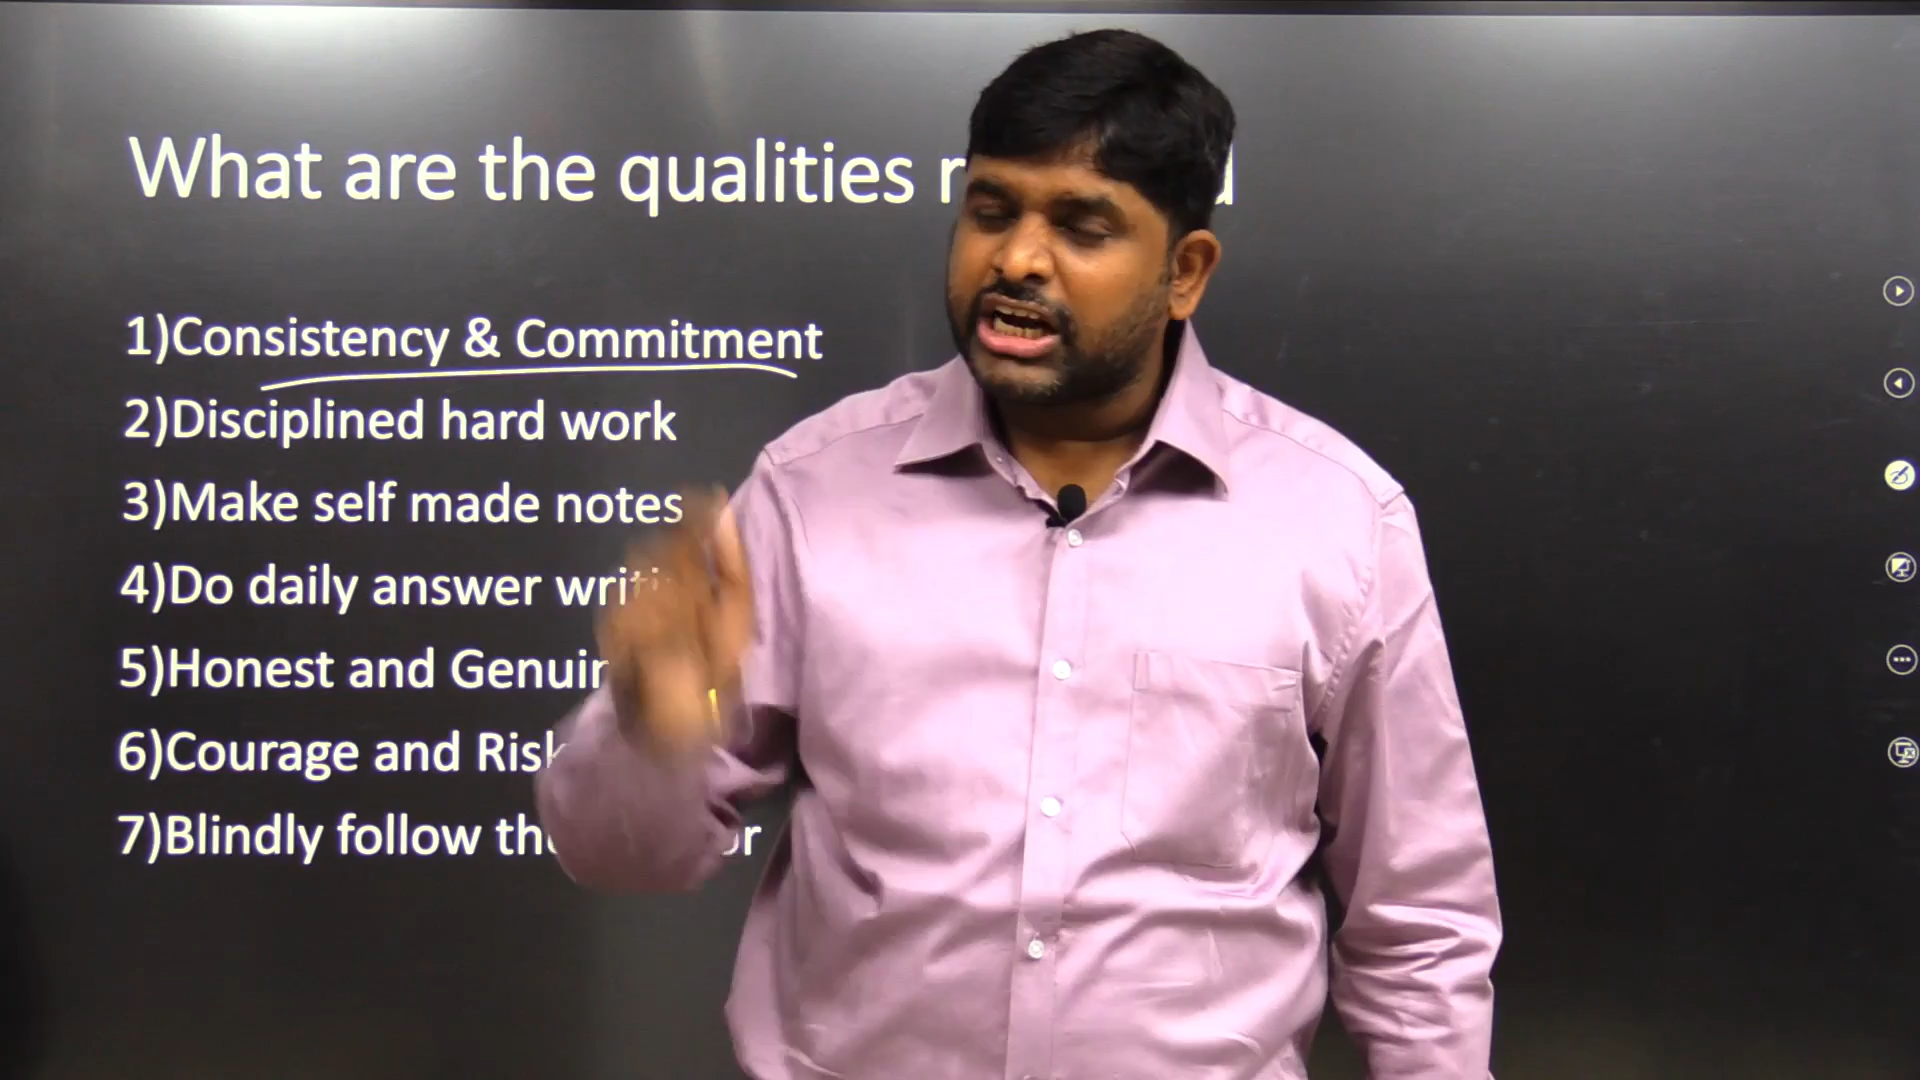 What are the qualities
1)Consistency & Commitment
2)Disciplined hard work
3)Make self made notes
4)Do daily answer
5)Honest and
6)Courage and
7)Blindly follow